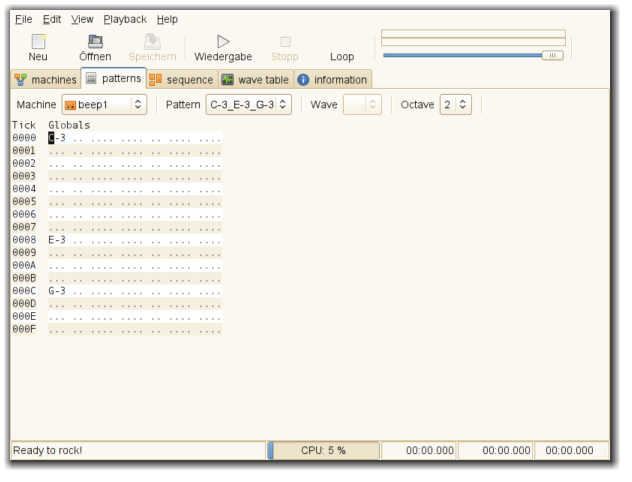 File Edit View Playback Help
Neu Öffnen Speichern Wiedergabe Stopp Loop
machines patterns sequence wave table information
Machine beep1 Pattern C-3_E-3_G-3 Wave Octave 2
Tick Globals
0000 C-3 .. .... .... .. .... ....
0001 ... .. .... .... .. .... ....
0002 ... .. .... .... .. .... ....
0003 ... .. .... .... .. .... ....
0004 ... .. .... .... .. .... ....
0005 ... .. .... .... .. .... ....
0006 ... .. .... .... .. .... ....
0007 ... .. .... .... .. .... ....
0008 E-3 .. .... .... .. .... ....
0009 ... .. .... .... .. .... ....
000A ... .. .... .... .. .... ....
000B ... .. .... .... .. .... ....
000C G-3 .. .... .... .. .... ....
000D ... .. .... .... .. .... ....
000E ... .. .... .... .. .... ....
000F ... .. .... .... .. .... ....
Ready to rock! CPU: 5 % 00:00.000 00:00.000 00:00.000